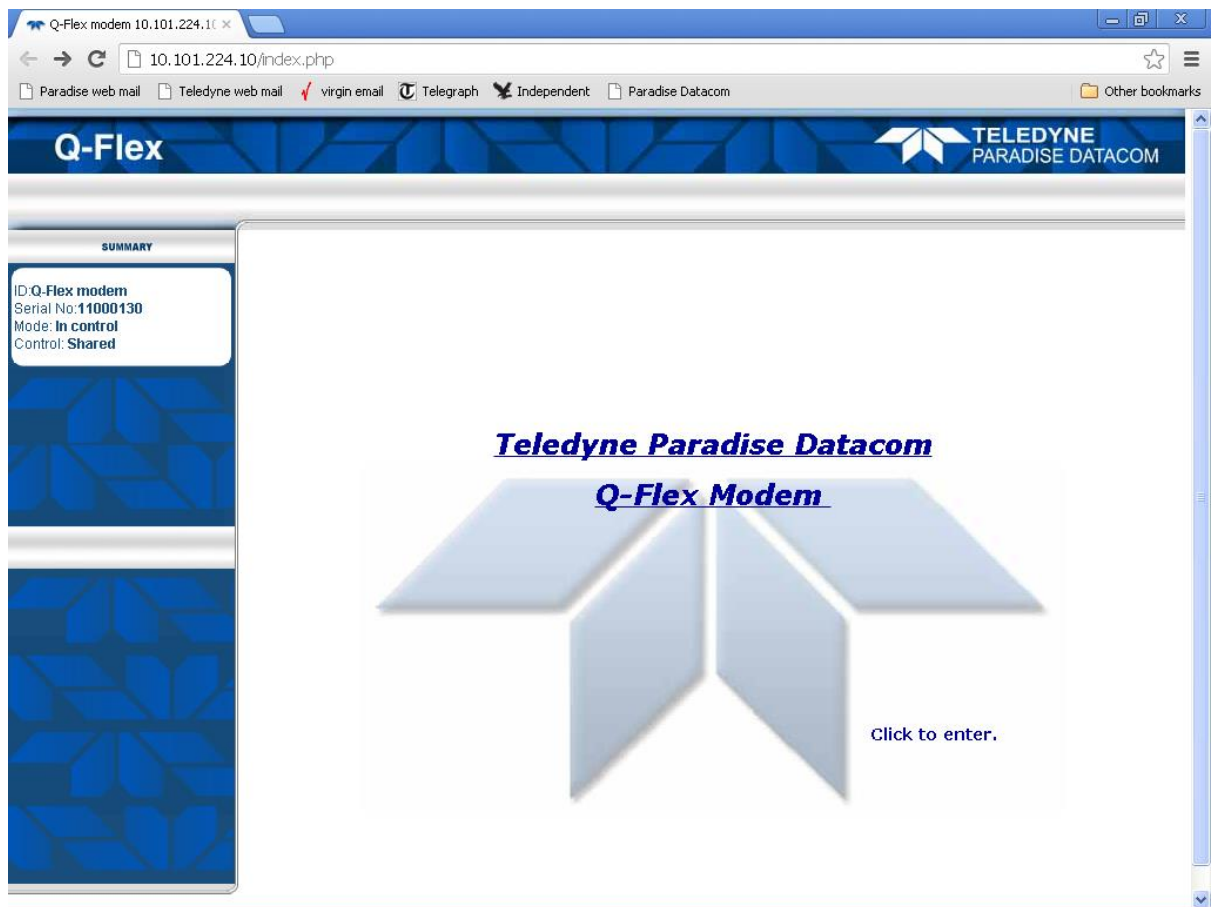 Q-Flex modem 10.101.224.10
10.101.224.10/index.php
Paradise web mail Teledyne web mail virgin email Telegraph Independent Paradise Datacom Other bookmarks
Q-Flex
TELEDYNE
PARADISE DATACOM
SUMMARY
ID:Q-Flex modem
Serial No:11000130
Mode: In control
Control: Shared
Teledyne Paradise Datacom
Q-Flex Modem
Click to enter.